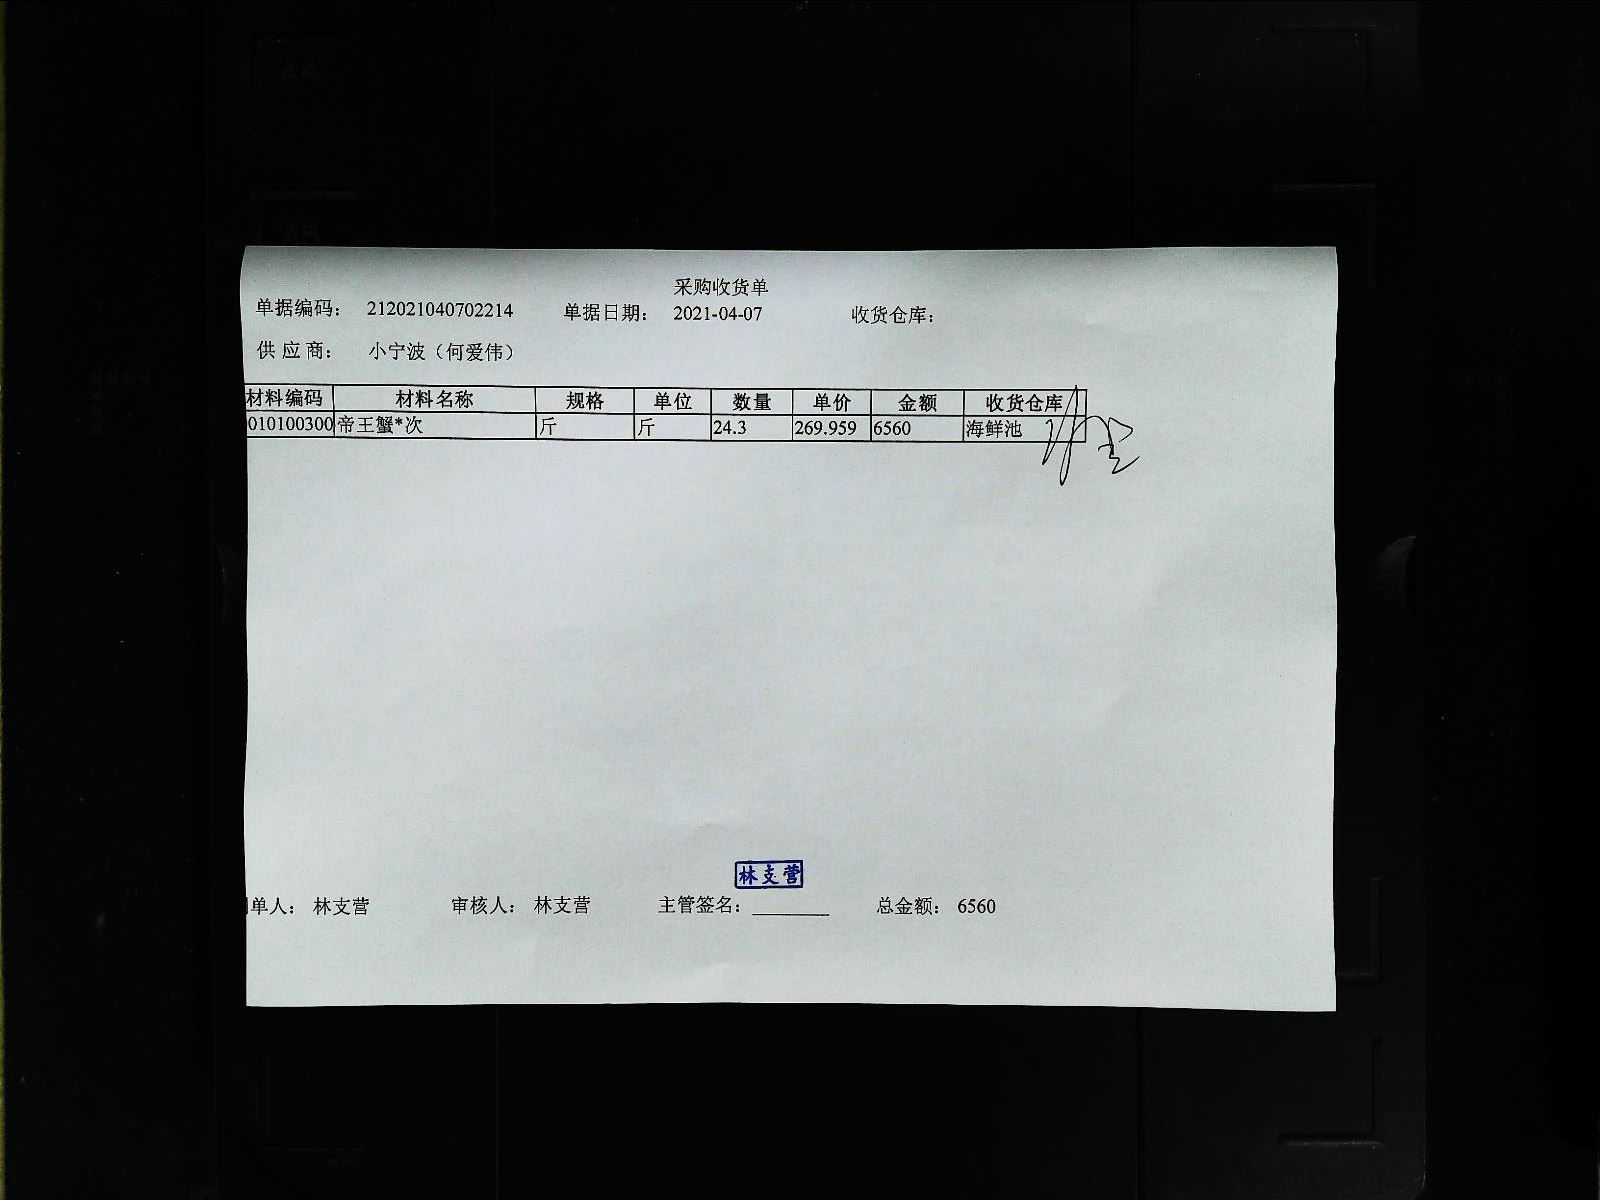 采购收货单
单据编码： 212021040702214 单据日期： 2021-04-07 收货仓库：
供应商： 小宁波（何爱伟）
材料编码 材料名称 规格 单位 数量 单价 金额 收货仓库
010100300 帝王蟹*次 斤 斤 24.3 269.959 6560 海鲜池
林支营
单人： 林支营 审核人： 林支营 主管签名： 总金额： 6560